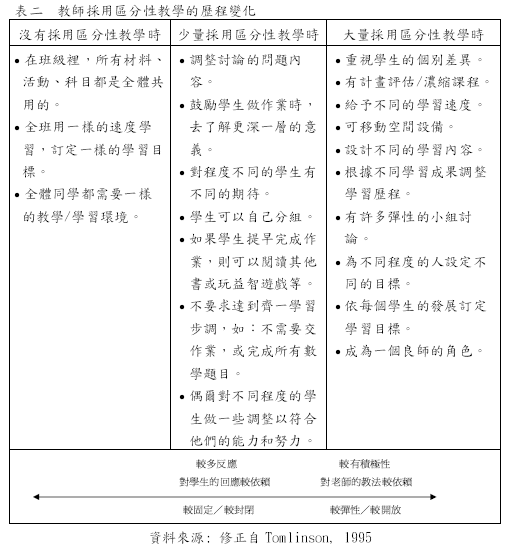 表二　教師採用區分性教學的歷程變化
沒有採用區分性教學時
• 在班級裡，所有材料、
活動、科目都是全體共
用的。
• 全班用一樣的速度學
習，訂定一樣的學習目
標。
• 全體同學都需要一樣
的教學/學習環境。
少量採用區分性教學時
• 調整討論的問題內
容。
• 鼓勵學生做作業時，
去了解更深一層的意
義。
• 對程度不同的學生有
不同的期待。
• 學生可以自己分組。
• 如果學生提早完成作
業，則可以閱讀其他
書或玩益智遊戲等。
• 不要求達到齊一學習
步調，如：不需要交
作業，或完成所有數
學題目。
• 偶爾對不同程度的學
生做一些調整以符合
他們的能力和努力。
大量採用區分性教學時
• 重視學生的個別差異。
• 有計畫評估/濃縮課程。
• 給予不同的學習速度。
• 可移動空間設備。
• 設計不同的學習內容。
• 根據不同學習成果調整
學習歷程。
• 有許多彈性的小組討
論。
• 為不同程度的人設定不
同的目標。
• 依每個學生的發展訂定
學習目標。
• 成為一個良師的角色。
較多反應
對學生的回應較依賴
較固定／較封閉
較有積極性
對老師的教法較依賴
較彈性／較開放
資料來源: 修正自 Tomlinson, 1995